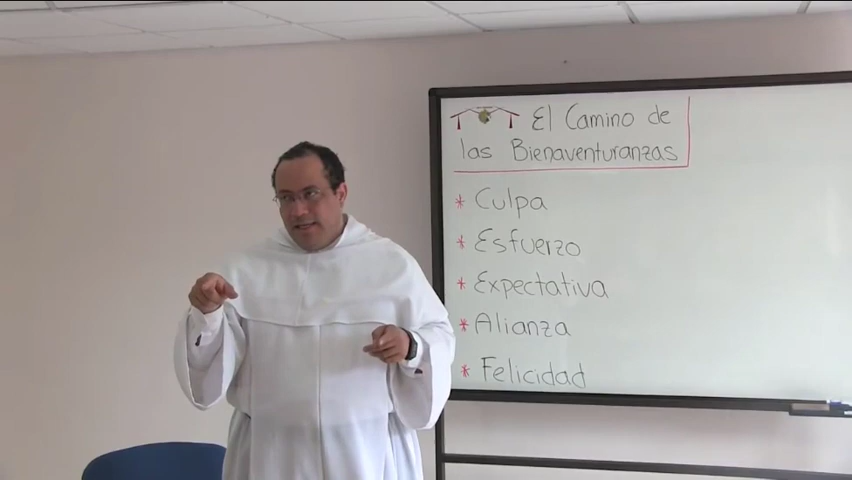 El Camino de
las Bienaventuranzas
* Culpa
* Esfuerzo
* Expectativa
* Alianza
* Felicidad